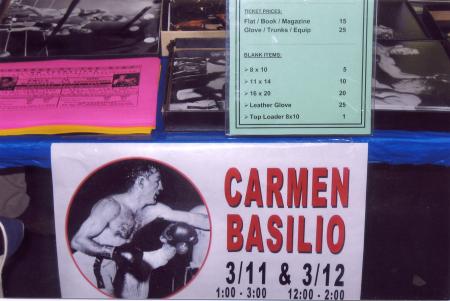 TICKET PRICES:
Flat / Book / Magazine 15
Glove / Trunks / Equip 25
BLANK ITEMS:
➢ 8 x 10 5
➢ 11 x 14 10
➢ 16 x 20 20
➢ Leather Glove 25
➢ Top Loader 8x10 1
CARMEN
BASILIO
3/11 & 3/12
1:00 - 3:00 12:00 - 2:00